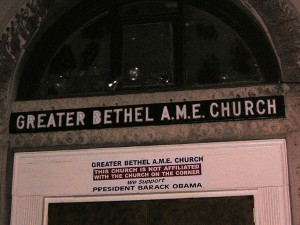 GREATER BETHEL A.M.E. CHURCH
GREATER BETHEL A.M.E. CHURCH
THIS CHURCH IS NOT AFFILIATED
WITH THE CHURCH ON THE CORNER
We Support
PRESIDENT BARACK OBAMA